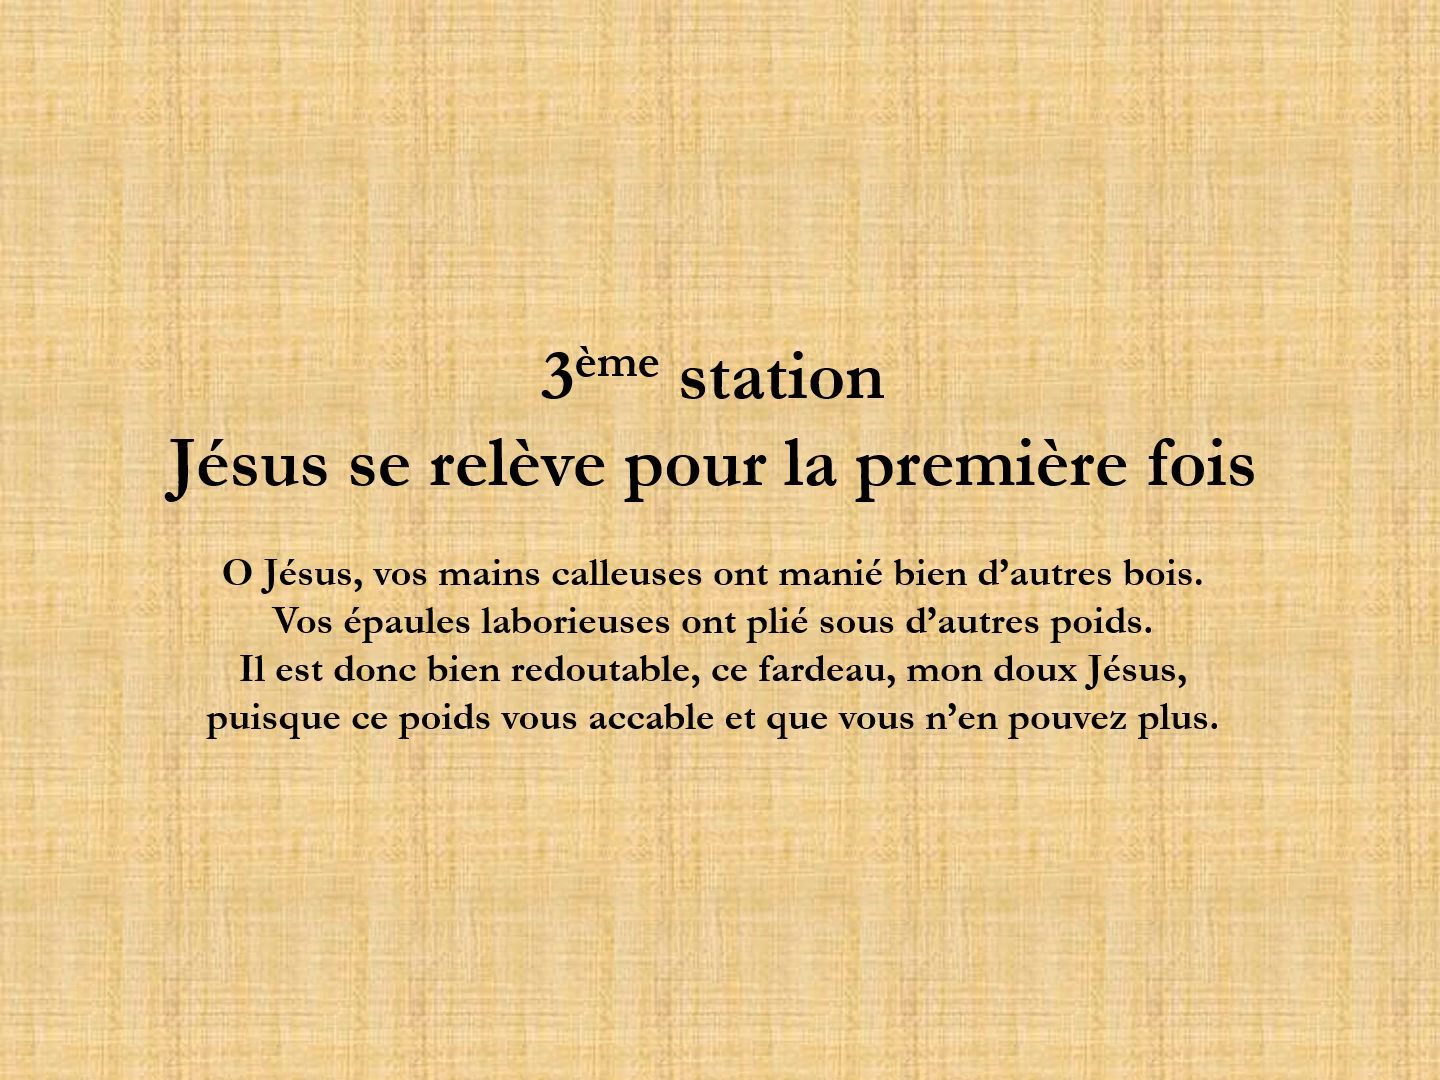 3ème station
Jésus se relève pour la première fois
O Jésus, vos mains calleuses ont manié bien d’autres bois.
Vos épaules laborieuses ont plié sous d’autres poids.
Il est donc bien redoutable, ce fardeau, mon doux Jésus,
puisque ce poids vous accable et que vous n’en pouvez plus.